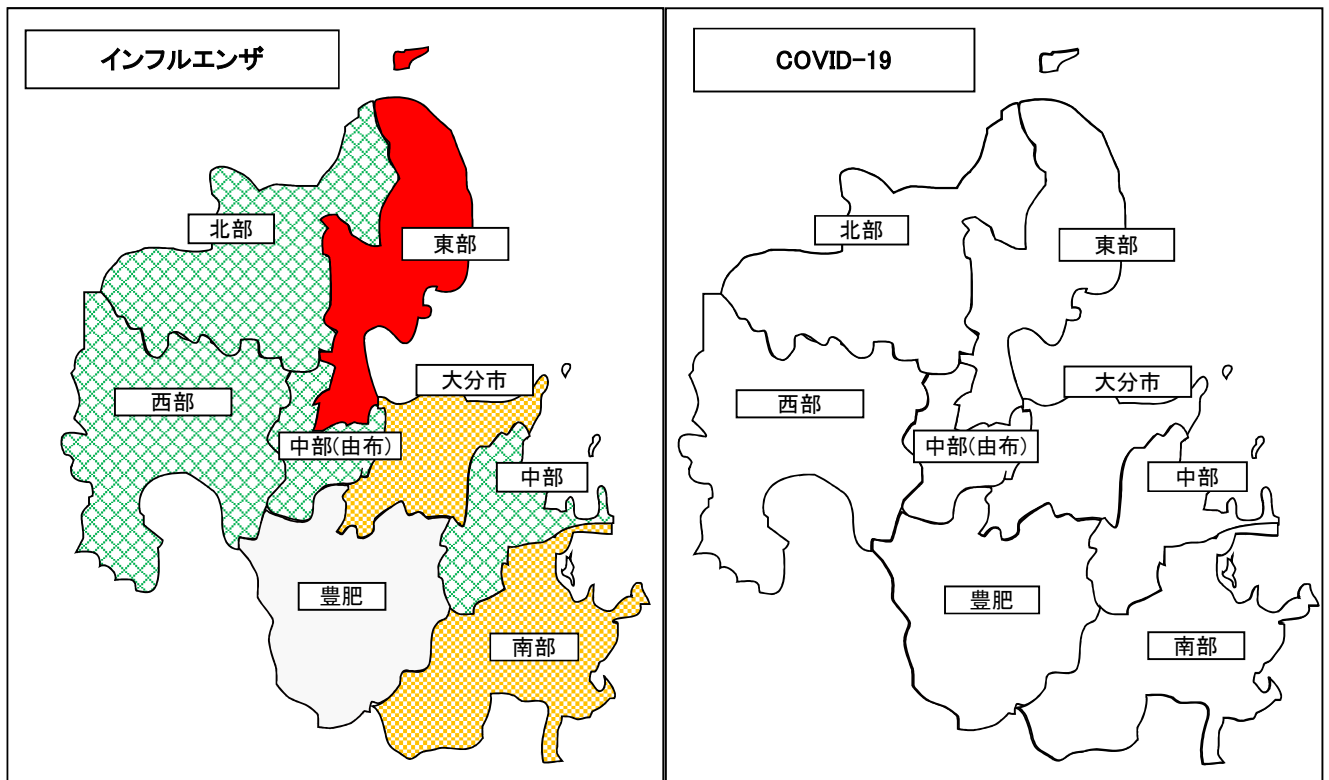 インフルエンザ
北部
東部
大分市
西部
中部(由布)
中部
豊肥
南部
COVID-19
北部
東部
大分市
西部
中部(由布)
中部
豊肥
南部